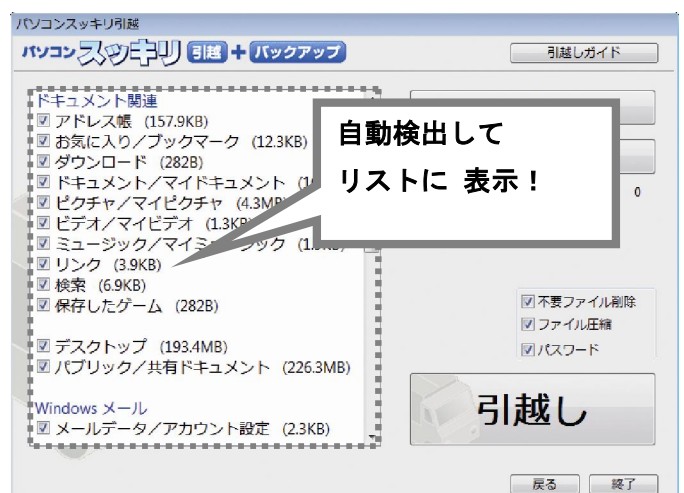 パソコンスッキリ引越
パソコンスッキリ 引越 + バックアップ
引越しガイド
ドキュメント関連
アドレス帳 (157.9KB)
お気に入り/ブックマーク (12.3KB)
ダウンロード (282B)
ドキュメント/マイドキュメント
ピクチャ/マイピクチャ (4.3MB)
ビデオ/マイビデオ (1.3KB)
ミュージック/マイミュージック
リンク (3.9KB)
検索 (6.9KB)
保存したゲーム (282B)
デスクトップ (193.4MB)
パブリック/共有ドキュメント (226.3MB)
Windows メール
メールデータ/アカウント設定 (2.3KB)
自動検出して
リストに 表示!
0
不要ファイル削除
ファイル圧縮
パスワード
引越し
戻る
終了